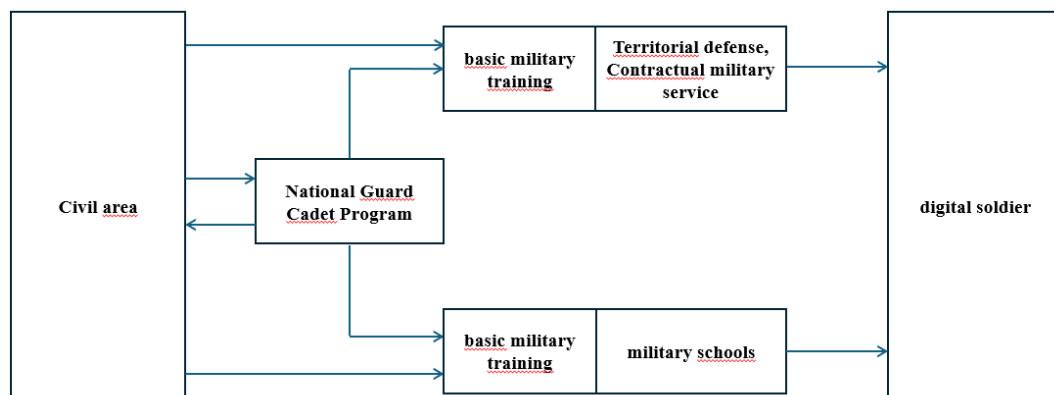 Civil area
National Guard
Cadet Program
basic military
training
Territorial defense,
Contractual military
service
basic military
training
military schools
digital soldier